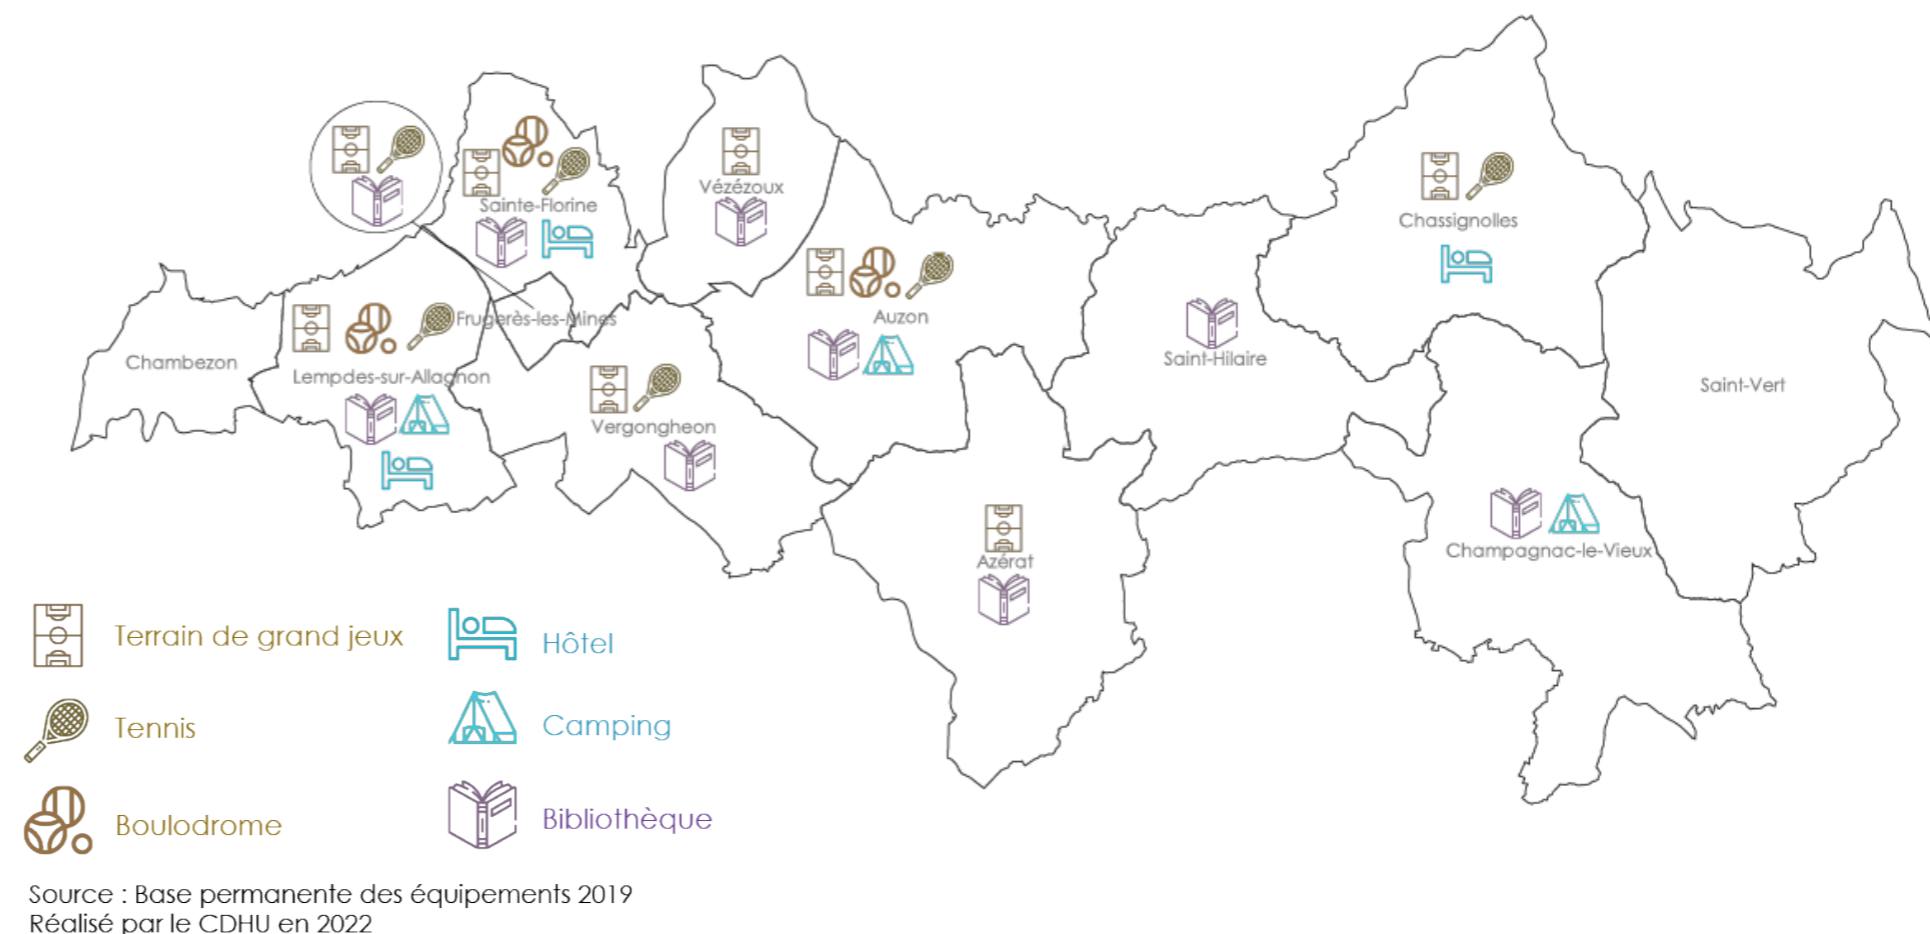 Vézézoux
Sainte-Florine
Chassignolles
Auzon
Frugerès-les-Mines
Saint-Hilaire
Chambezon
Lempdes-sur-Allagnon
Saint-Vert
Vergongheon
Champagnac-le-Vieux
Azérat
Terrain de grand jeux
Hôtel
Tennis
Camping
Boulodrome
Bibliothèque
Source : Base permanente des équipements 2019
Réalisé par le CDHU en 2022